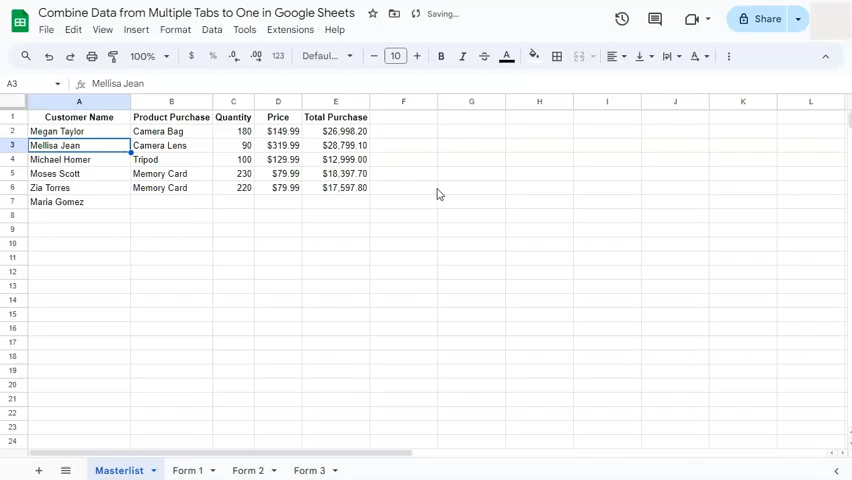 Combine Data from Multiple Tabs to One in Google Sheets Saving...
File Edit View Insert Format Data Tools Extensions Help Share
100% $ % .0 .00 123 Defaul... − 10 + B I A
A3 fx Mellisa Jean
A B C D E F G H I J K L
1 Customer Name Product Purchase Quantity Price Total Purchase
2 Megan Taylor Camera Bag 180 $149.99 $26,998.20
3 Mellisa Jean Camera Lens 90 $319.99 $28,799.10
4 Michael Homer Tripod 100 $129.99 $12,999.00
5 Moses Scott Memory Card 230 $79.99 $18,397.70
6 Zia Torres Memory Card 220 $79.99 $17,597.80
7 Maria Gomez
8
9
10
11
12
13
14
15
16
17
18
19
20
21
22
23
24
+ Masterlist Form 1 Form 2 Form 3